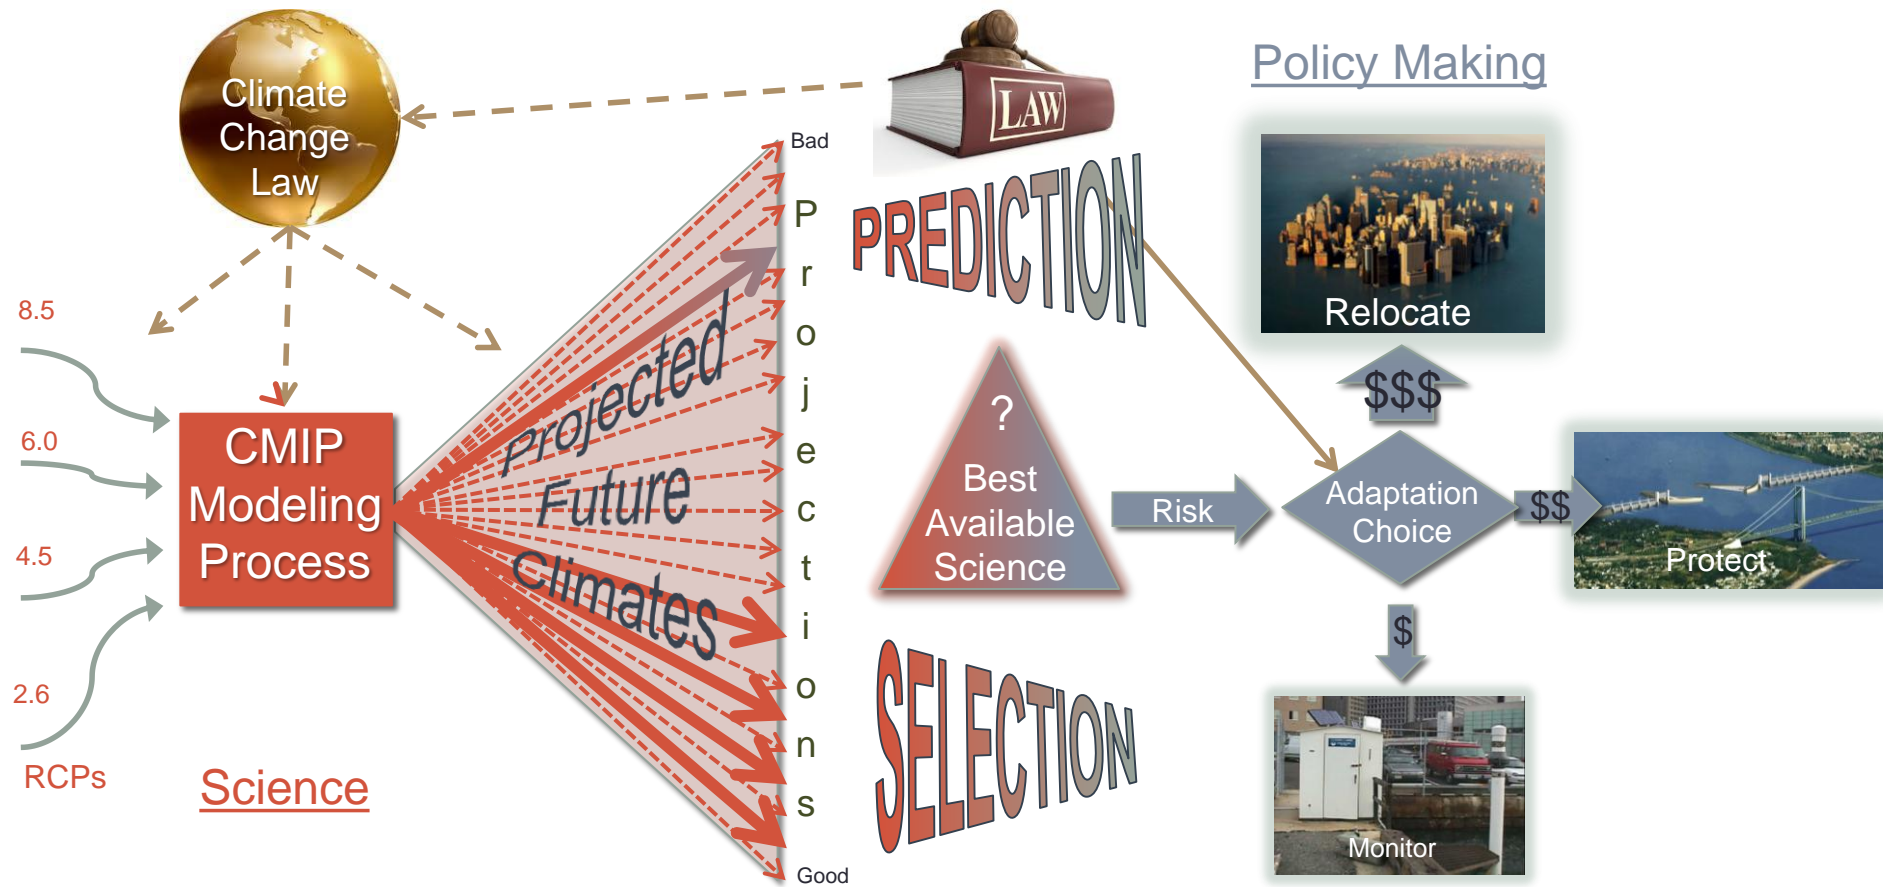 Climate
Change
Law
LAW
Policy Making
Bad
PREDICTION
Relocate
8.5
6.0
4.5
2.6
RCPs
Science
CMIP
Modeling
Process
Projected
Future
Climates
Projections
Good
?
Best
Available
Science
SELECTION
Risk
Adaptation
Choice
$$$
$$
$
Protect
Monitor